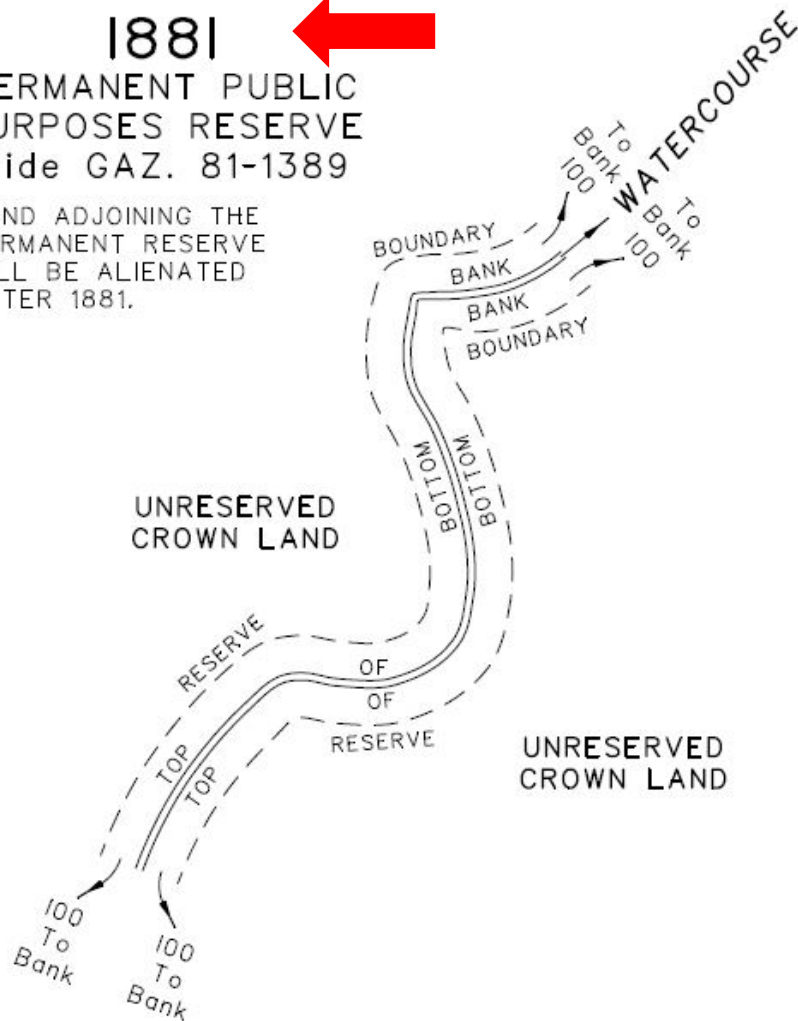 1881
ERMANENT PUBLIC
URPOSES RESERVE
ide GAZ. 81-1389
ND ADJOINING THE
RMANENT RESERVE
LL BE ALIENATED
TER 1881.
WATERCOURSE
100
To
Bank
100
To
Bank
BOUNDARY
BANK
BANK
BOUNDARY
BOTTOM
BOTTOM
UNRESERVED
CROWN LAND
RESERVE
OF
OF
RESERVE
UNRESERVED
CROWN LAND
TOP
TOP
100
To
Bank
100
To
Bank